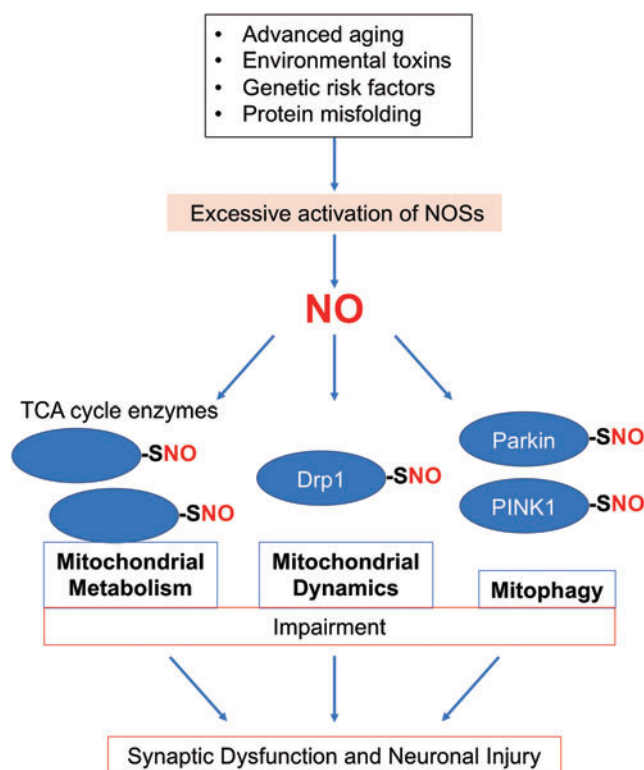 • Advanced aging
• Environmental toxins
• Genetic risk factors
• Protein misfolding
Excessive activation of NOSs
NO
TCA cycle enzymes
-SNO
-SNO
Drp1 -SNO
Parkin -SNO
PINK1 -SNO
Mitochondrial
Metabolism
Mitochondrial
Dynamics
Mitophagy
Impairment
Synaptic Dysfunction and Neuronal Injury